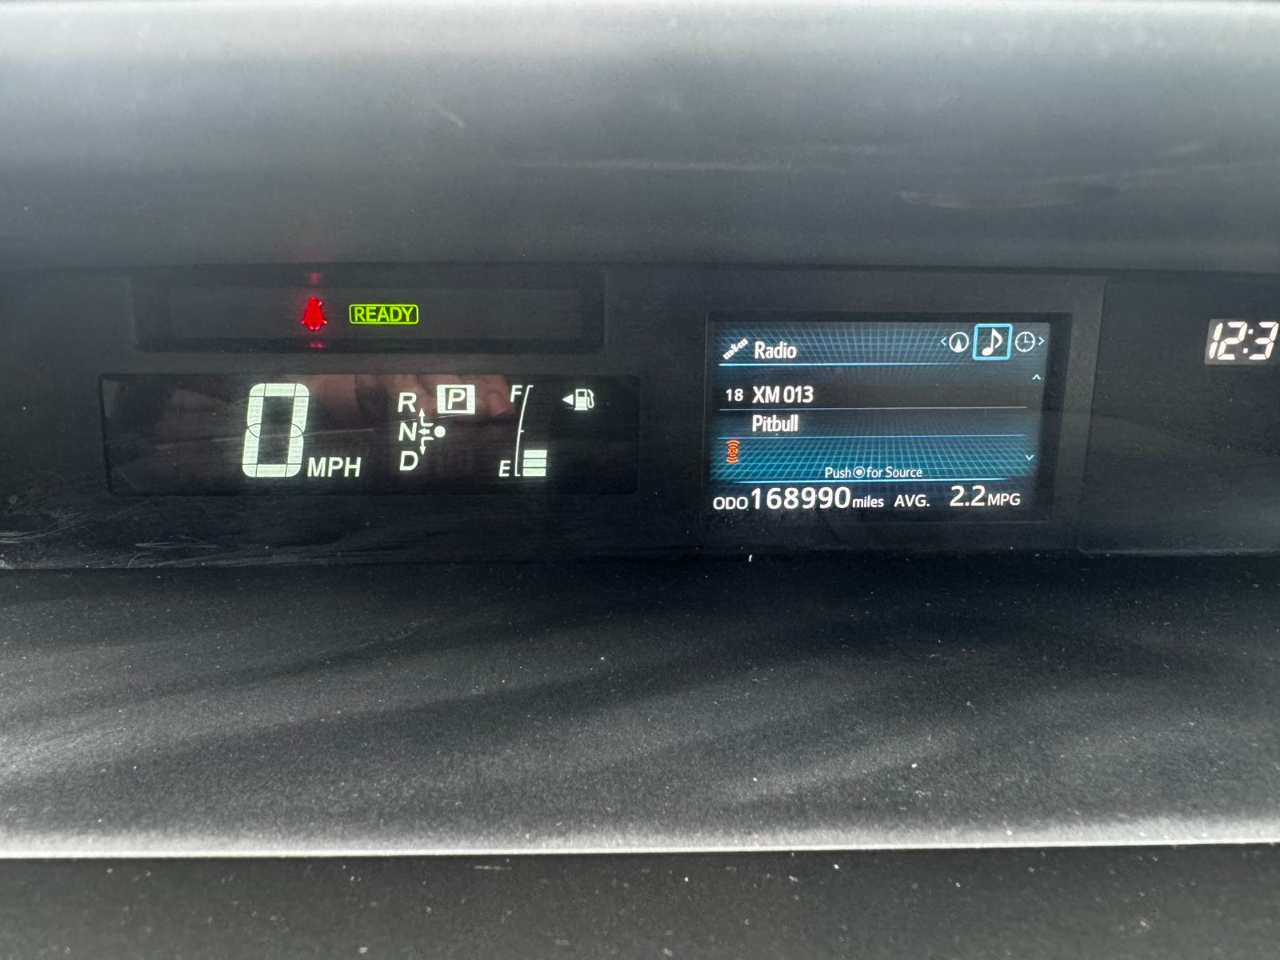 READY
0 MPH
R P
N
D
F
E
Radio
18 XM 013
Pitbull
Push for Source
ODO 168990 miles AVG. 2.2 MPG
12:3